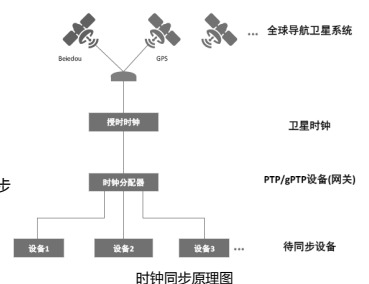 ... 全球导航卫星系统
Beiedou
GPS
授时时钟
卫星时钟
步
时钟分配器
PTP/gPTP设备(网关)
设备1
设备2
设备3
...
待同步设备
时钟同步原理图